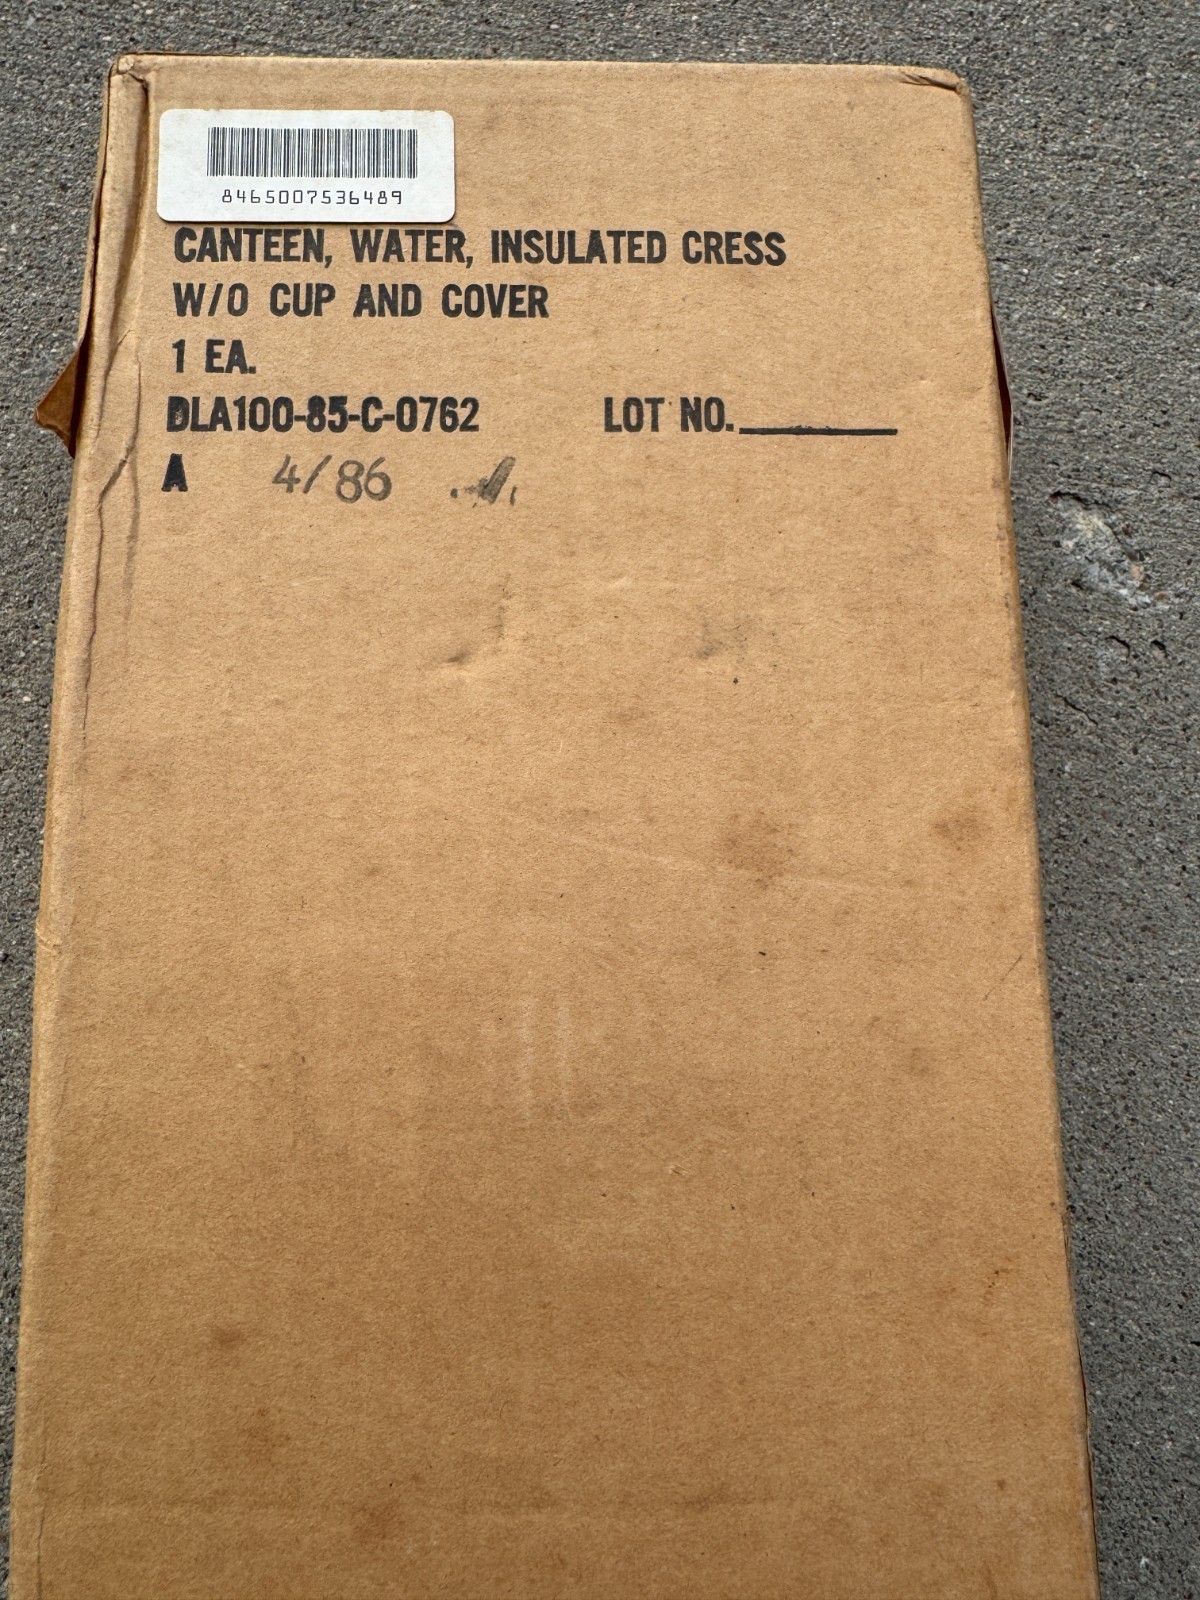 8465007536489
CANTEEN, WATER, INSULATED CRESS
W/O CUP AND COVER
1 EA.
DLA100-85-C-0762 LOT NO.
A 4/86